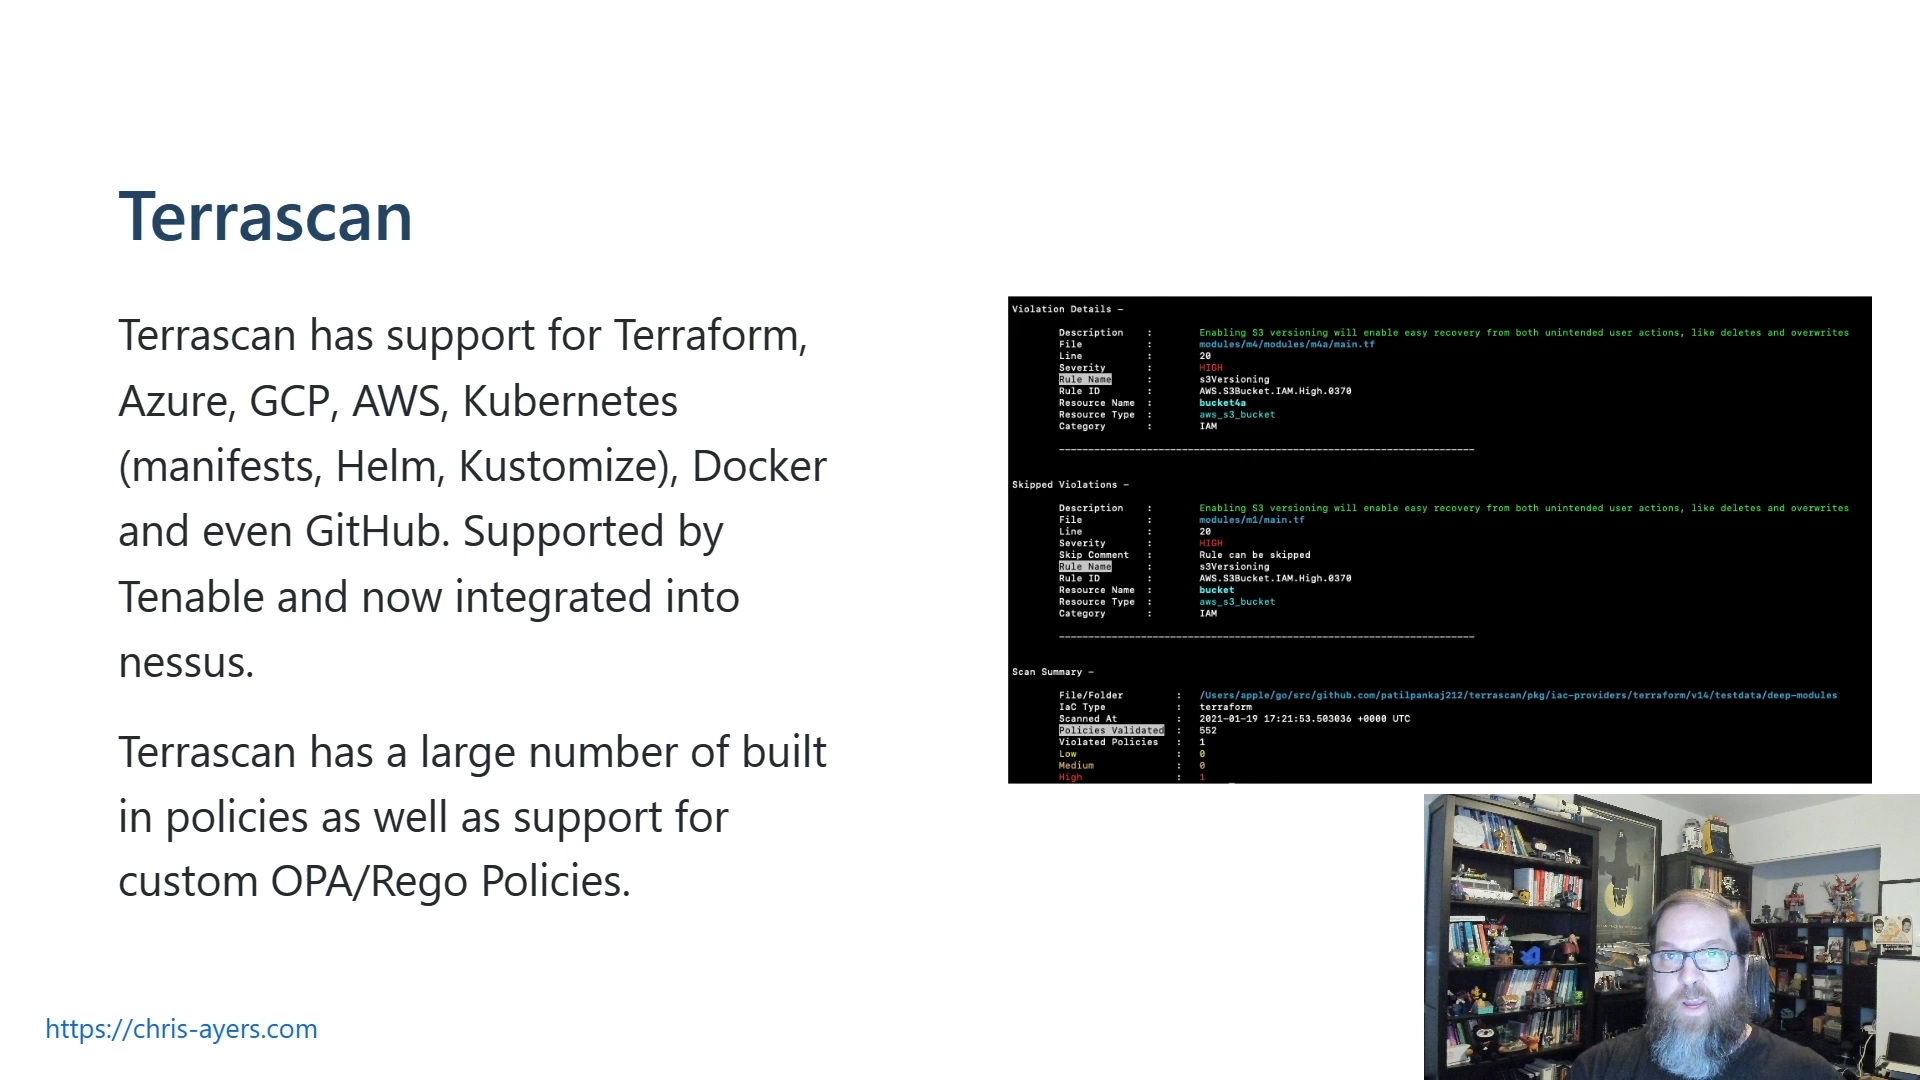 Terrascan
Terrascan has support for Terraform,
Azure, GCP, AWS, Kubernetes
(manifests, Helm, Kustomize), Docker
and even GitHub. Supported by
Tenable and now integrated into
nessus.
Terrascan has a large number of built
in policies as well as support for
custom OPA/Rego Policies.
https://chris-ayers.com
Violation Details –
Description : Enabling S3 versioning will enable easy recovery from both unintended user actions, like deletes and overwrites
File : modules/m4/modules/m4a/main.tf
Line : 20
Severity : HIGH
Rule Name : s3Versioning
Rule ID : AWS.S3Bucket.IAM.High.0370
Resource Name : bucket4a
Resource Type : aws_s3_bucket
Category : IAM
Skipped Violations –
Description : Enabling S3 versioning will enable easy recovery from both unintended user actions, like deletes and overwrites
File : modules/m1/main.tf
Line : 20
Severity : HIGH
Skip Comment : Rule can be skipped
Rule Name : s3Versioning
Rule ID : AWS.S3Bucket.IAM.High.0370
Resource Name : bucket
Resource Type : aws_s3_bucket
Category : IAM
Scan Summary –
File/Folder : /Users/apple/go/src/github.com/patilpankaj212/terrascan/pkg/iac-providers/terraform/v14/testdata/deep-modules
IaC Type : terraform
Scanned At : 2021-01-19 17:21:53.503036 +0000 UTC
Policies Validated : 552
Violated Policies : 1
Low : 0
Medium : 0
High : 1